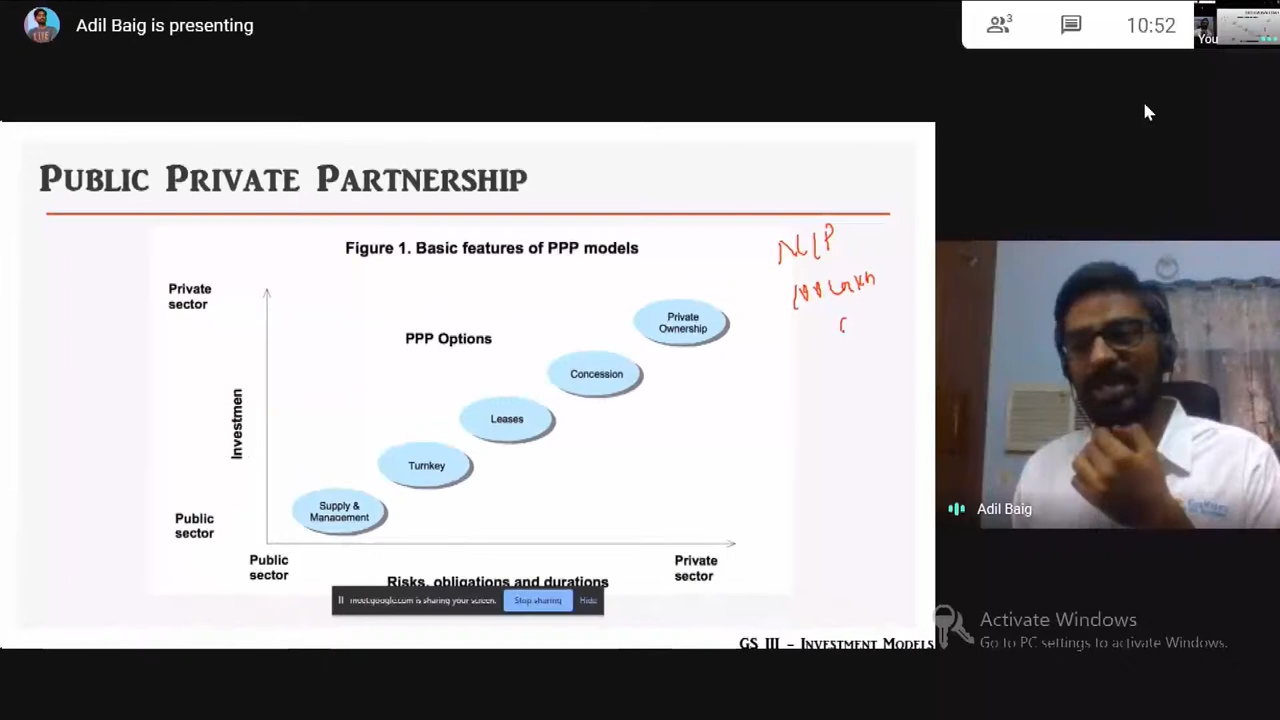 Adil Baig is presenting
3
10:52
You
PUBLIC PRIVATE PARTNERSHIP
Figure 1. Basic features of PPP models
NIP
Private
sector
PPP Options
Private
Ownership
Concession
Investmen
Leases
Turnkey
Supply &
Management
Public
sector
Public
sector
Private
sector
Risks, obligations and durations
meet.google.com is sharing your screen.
Stop sharing
Hide
GS III – INVESTMENT MODELS
Adil Baig
Activate Windows
Go to PC settings to activate Windows.